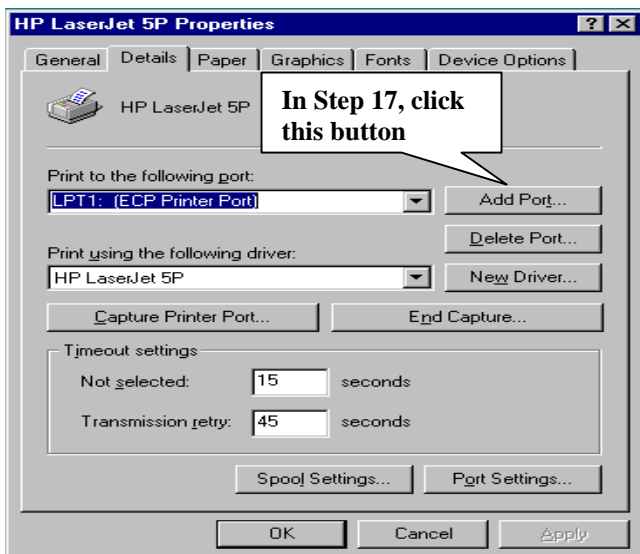 HP LaserJet 5P Properties
General Details Paper Graphics Fonts Device Options
HP LaserJet 5P
In Step 17, click
this button
Print to the following port:
LPT1: (ECP Printer Port)
Add Port...
Delete Port...
Print using the following driver:
HP LaserJet 5P
New Driver...
Capture Printer Port...
End Capture...
Timeout settings
Not selected: 15 seconds
Transmission retry: 45 seconds
Spool Settings...
Port Settings...
OK Cancel Apply